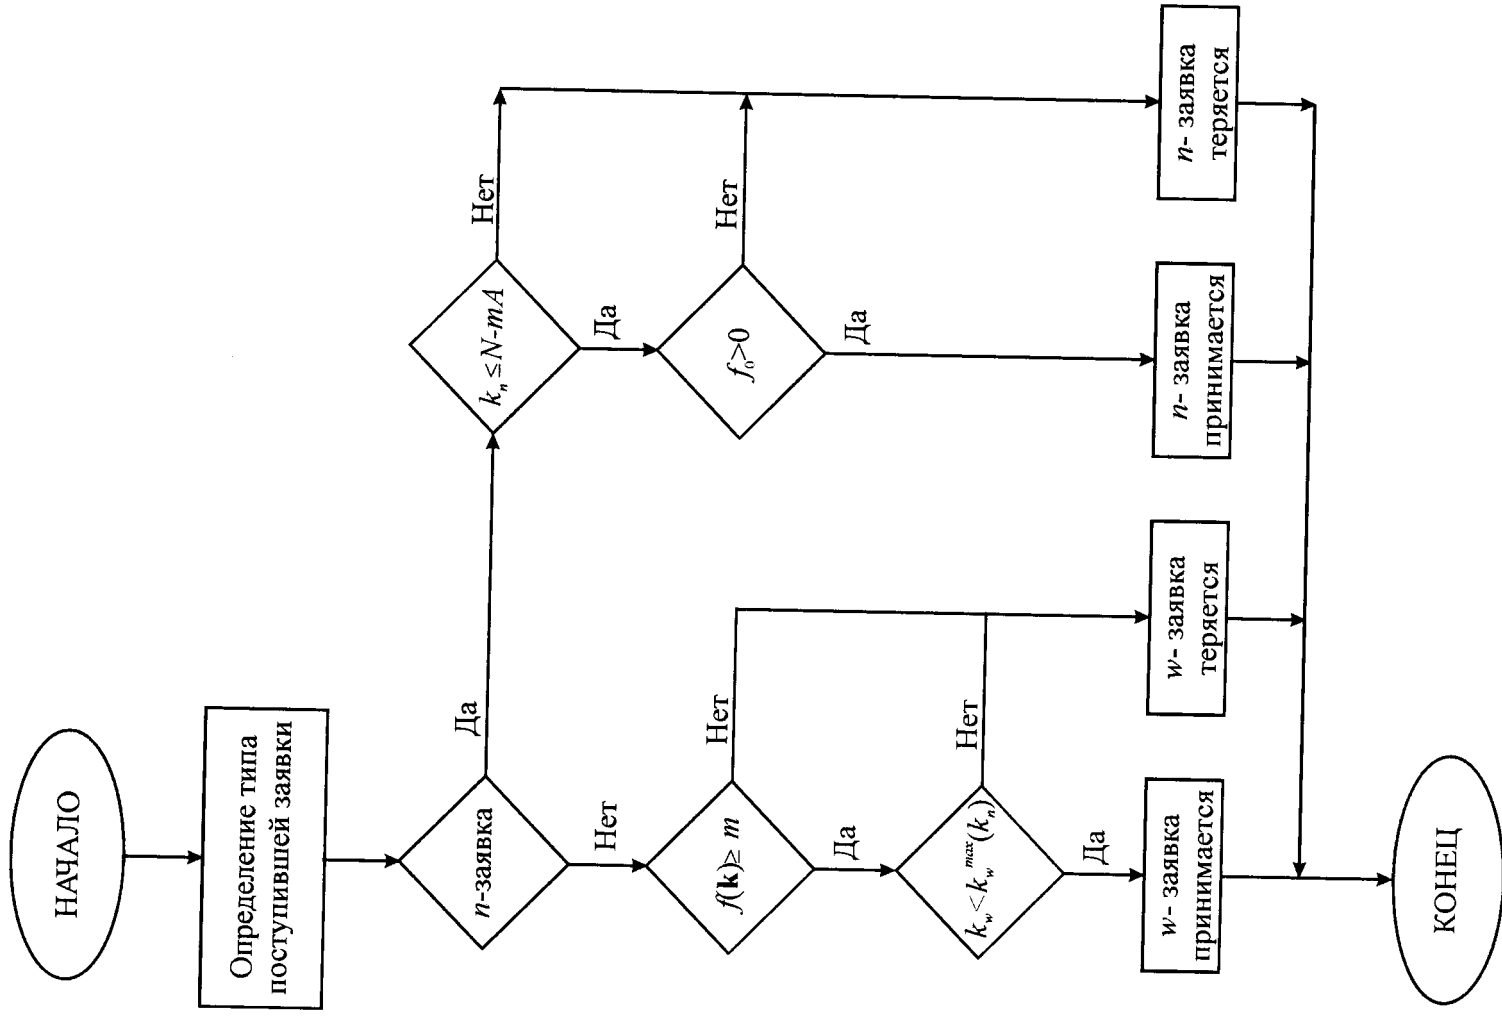 НАЧАЛО
Определение типа
поступившей заявки
n-заявка
Да
Нет
k_n ≤ N-mA
Нет
Да
f(k) ≥ m
Нет
Да
f_0>0
Нет
Да
k_w < k_w^max(k_n)
Нет
Да
w- заявка
принимается
w- заявка
теряется
n- заявка
принимается
n- заявка
теряется
КОНЕЦ